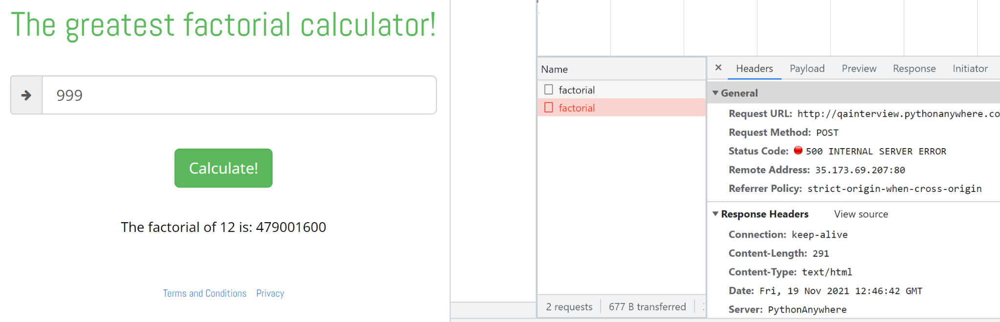 The greatest factorial calculator!
999
Calculate!
The factorial of 12 is: 479001600
Terms and Conditions Privacy
Name
factorial
factorial
2 requests 677 B transferred
Headers Payload Preview Response Initiator
General
Request URL: http://qainterview.pythonanywhere.co
Request Method: POST
Status Code: 500 INTERNAL SERVER ERROR
Remote Address: 35.173.69.207:80
Referrer Policy: strict-origin-when-cross-origin
Response Headers View source
Connection: keep-alive
Content-Length: 291
Content-Type: text/html
Date: Fri, 19 Nov 2021 12:46:42 GMT
Server: PythonAnywhere